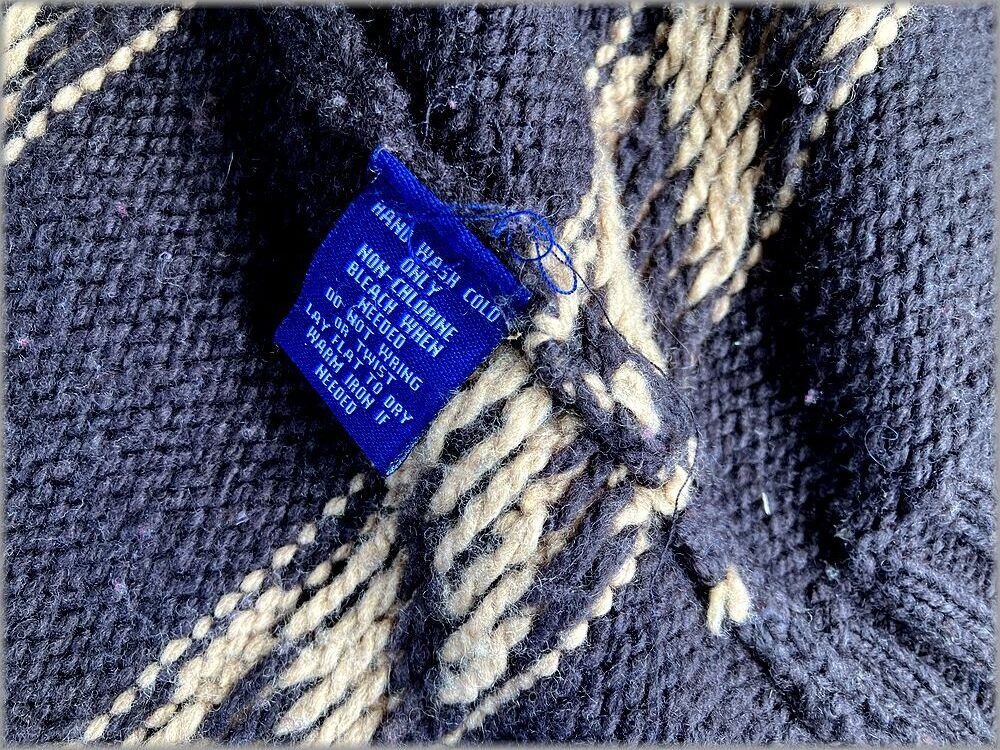 HAND WASH COLD
ONLY
NON CHLORINE
BLEACH WHEN
NEEDED
DO NOT WRING
OR TWIST
LAY FLAT TO DRY
WARM IRON IF
NEEDED